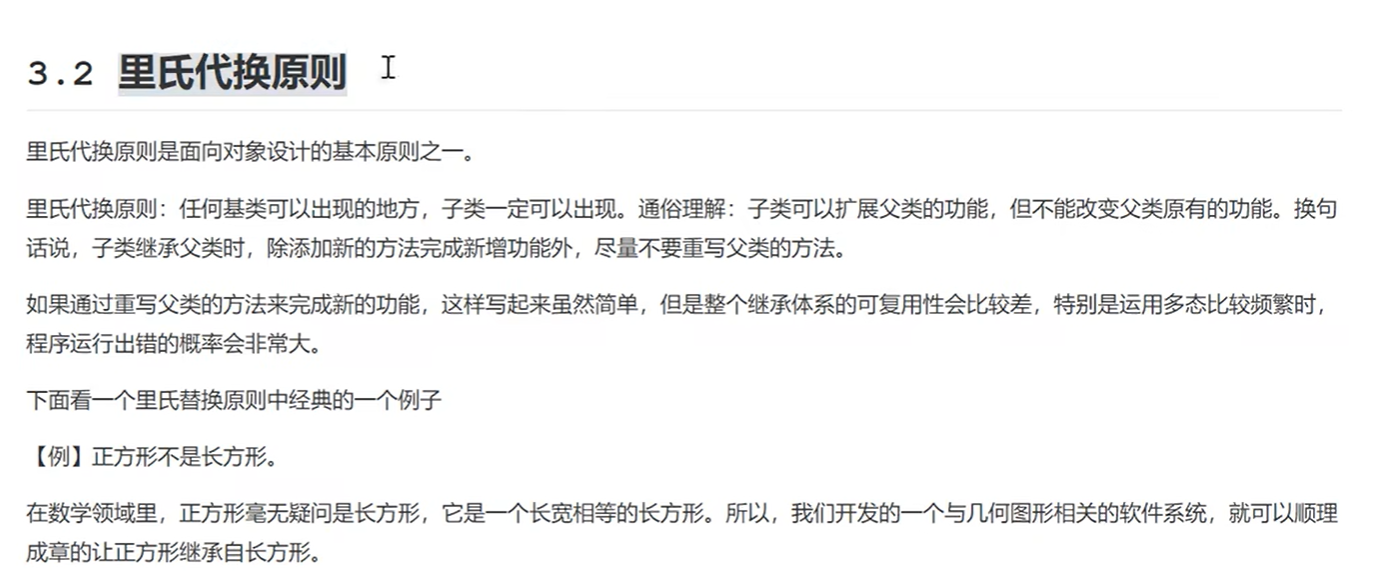 3.2 里氏代换原则
里氏代换原则是面向对象设计的基本原则之一。
里氏代换原则：任何基类可以出现的地方，子类一定可以出现。通俗理解：子类可以扩展父类的功能，但不能改变父类原有的功能。换句
话说，子类继承父类时，除添加新的方法完成新增功能外，尽量不要重写父类的方法。
如果通过重写父类的方法来完成新的功能，这样写起来虽然简单，但是整个继承体系的可复用性会比较差，特别是运用多态比较频繁时，
程序运行出错的概率会非常大。
下面看一个里氏替换原则中经典的一个例子
【例】正方形不是长方形。
在数学领域里，正方形毫无疑问是长方形，它是一个长宽相等的长方形。所以，我们开发的一个与几何图形相关的软件系统，就可以顺理
成章的让正方形继承自长方形。